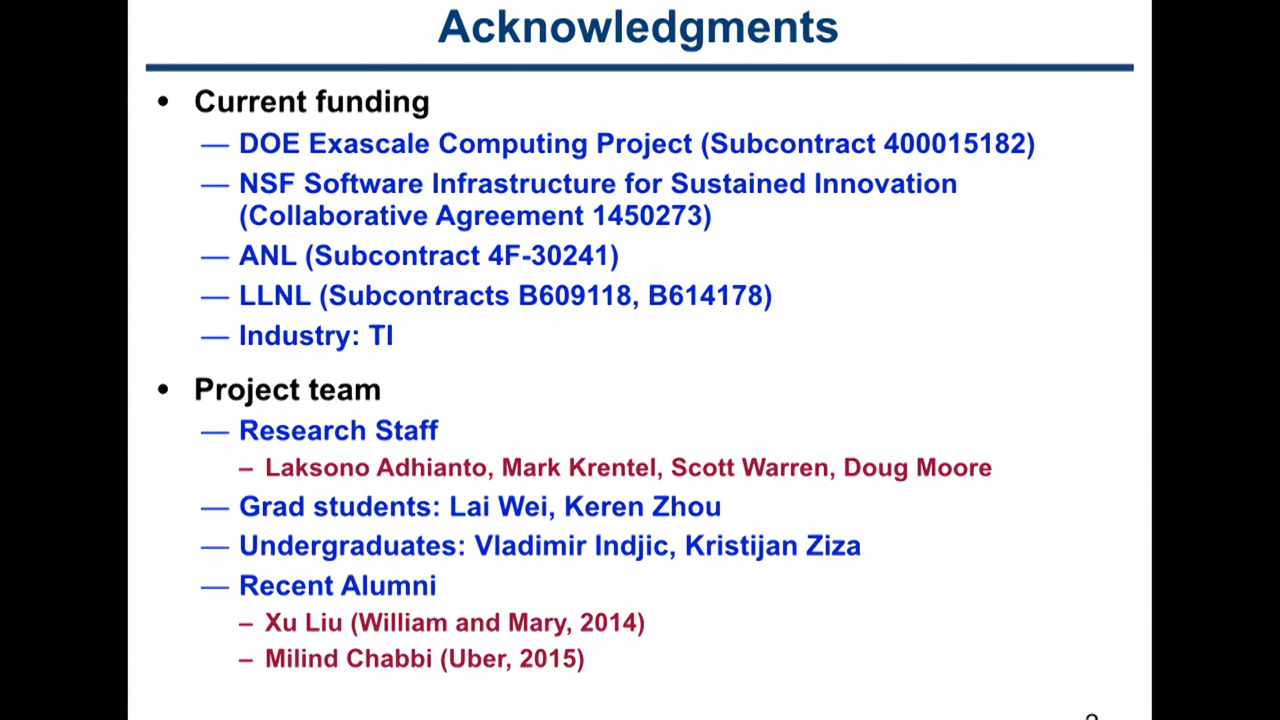 Acknowledgments
• Current funding
— DOE Exascale Computing Project (Subcontract 400015182)
— NSF Software Infrastructure for Sustained Innovation
(Collaborative Agreement 1450273)
— ANL (Subcontract 4F-30241)
— LLNL (Subcontracts B609118, B614178)
— Industry: TI
• Project team
— Research Staff
– Laksono Adhianto, Mark Krentel, Scott Warren, Doug Moore
— Grad students: Lai Wei, Keren Zhou
— Undergraduates: Vladimir Indjic, Kristijan Ziza
— Recent Alumni
– Xu Liu (William and Mary, 2014)
– Milind Chabbi (Uber, 2015)